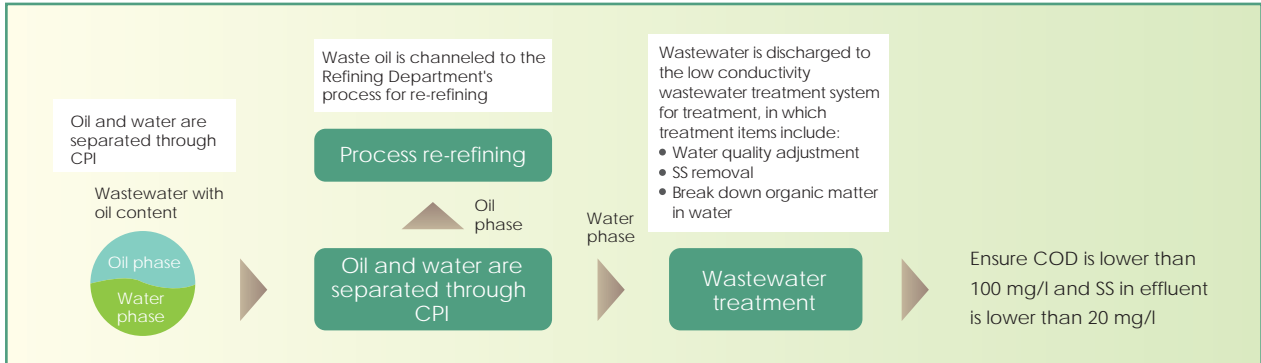 Oil and water are
separated through
CPI
Wastewater with
oil content
Oil phase
Water
phase
Waste oil is channeled to the
Refining Department's
process for re-refining
Process re-refining
Oil
phase
Oil and water are
separated through
CPI
Water
phase
Wastewater is discharged to
the low conductivity
wastewater treatment system
for treatment, in which
treatment items include:
• Water quality adjustment
• SS removal
• Break down organic matter
in water
Wastewater
treatment
Ensure COD is lower than
100 mg/l and SS in effluent
is lower than 20 mg/l